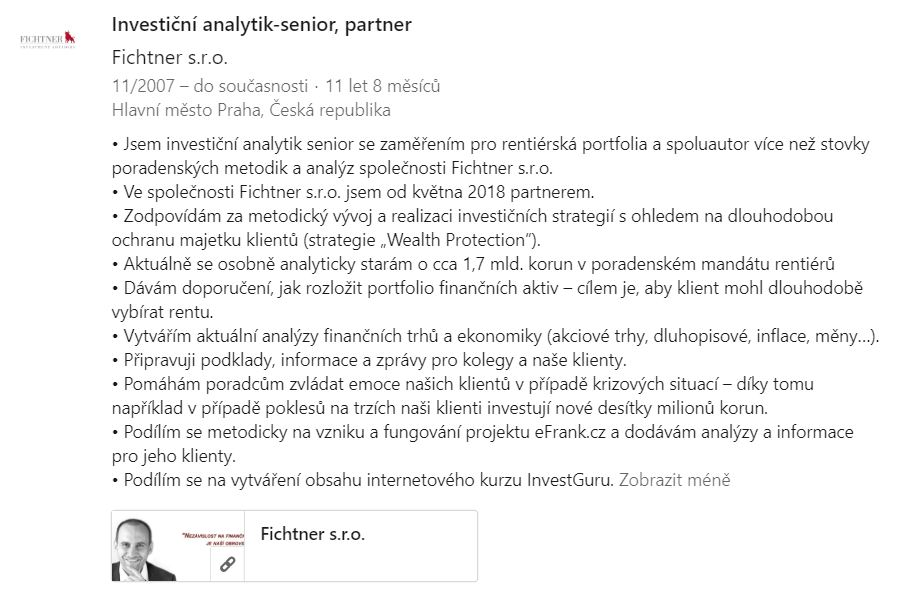 Investiční analytik-senior, partner
FICHTNER
INVESTMENT ADVISORS
Fichtner s.r.o.
11/2007 – do současnosti · 11 let 8 měsíců
Hlavní město Praha, Česká republika
• Jsem investiční analytik senior se zaměřením pro rentiérská portfolia a spoluautor více než stovky
poradenských metodik a analýz společnosti Fichtner s.r.o.
• Ve společnosti Fichtner s.r.o. jsem od května 2018 partnerem.
• Zodpovídám za metodický vývoj a realizaci investičních strategií s ohledem na dlouhodobou
ochranu majetku klientů (strategie „Wealth Protection“).
• Aktuálně se osobně analyticky starám o cca 1,7 mld. korun v poradenském mandátu rentiérů
• Dávám doporučení, jak rozložit portfolio finančních aktiv – cílem je, aby klient mohl dlouhodobě
vybírat rentu.
• Vytvářím aktuální analýzy finančních trhů a ekonomiky (akciové trhy, dluhopisové, inflace, měny…).
• Připravuji podklady, informace a zprávy pro kolegy a naše klienty.
• Pomáhám poradcům zvládat emoce našich klientů v případě krizových situací – díky tomu
například v případě poklesů na trzích naši klienti investují nové desítky milionů korun.
• Podílím se metodicky na vzniku a fungování projektu eFrank.cz a dodávám analýzy a informace
pro jeho klienty.
• Podílím se na vytváření obsahu internetového kurzu InvestGuru. Zobrazit méně
"NEZÁVISLOST NA FINANČN
JE NAŠÍ OBROVS
Fichtner s.r.o.